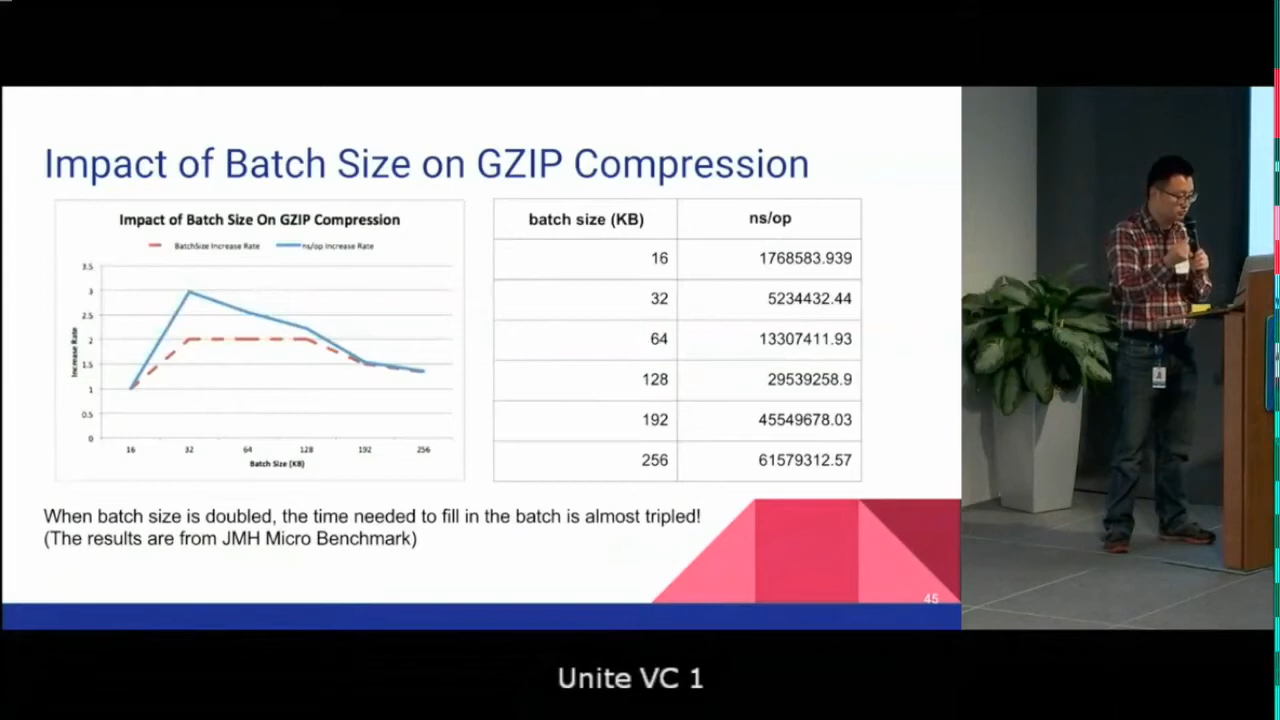 Impact of Batch Size on GZIP Compression
Impact of Batch Size On GZIP Compression
BatchSize Increase Rate
ns/op Increase Rate
3.5
3
2.5
2
1.5
1
0.5
0
Increase Rate
16 32 64 128 192 256
Batch Size (KB)
batch size (KB) ns/op
16 1768583.939
32 5234432.44
64 13307411.93
128 29539258.9
192 45549678.03
256 61579312.57
When batch size is doubled, the time needed to fill in the batch is almost tripled!
(The results are from JMH Micro Benchmark)
45
Unite VC 1